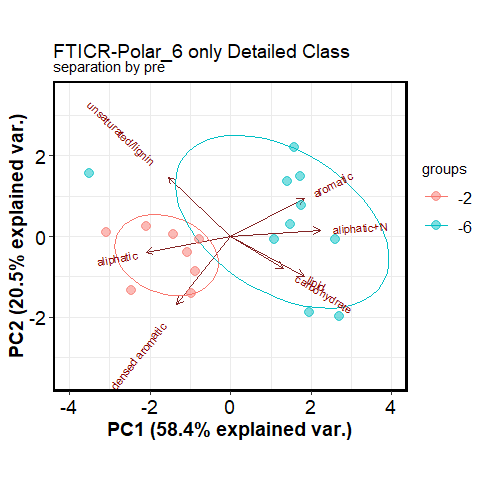 FTICR-Polar_6 only Detailed Class
separation by pre
PC2 (20.5% explained var.)
2
0
-2
unsaturated/lignin
aromatic
aliphatic+N
aliphatic
lipid
carbohydrate
densed aromatic
groups
-2
-6
-4
-2
0
2
4
PC1 (58.4% explained var.)